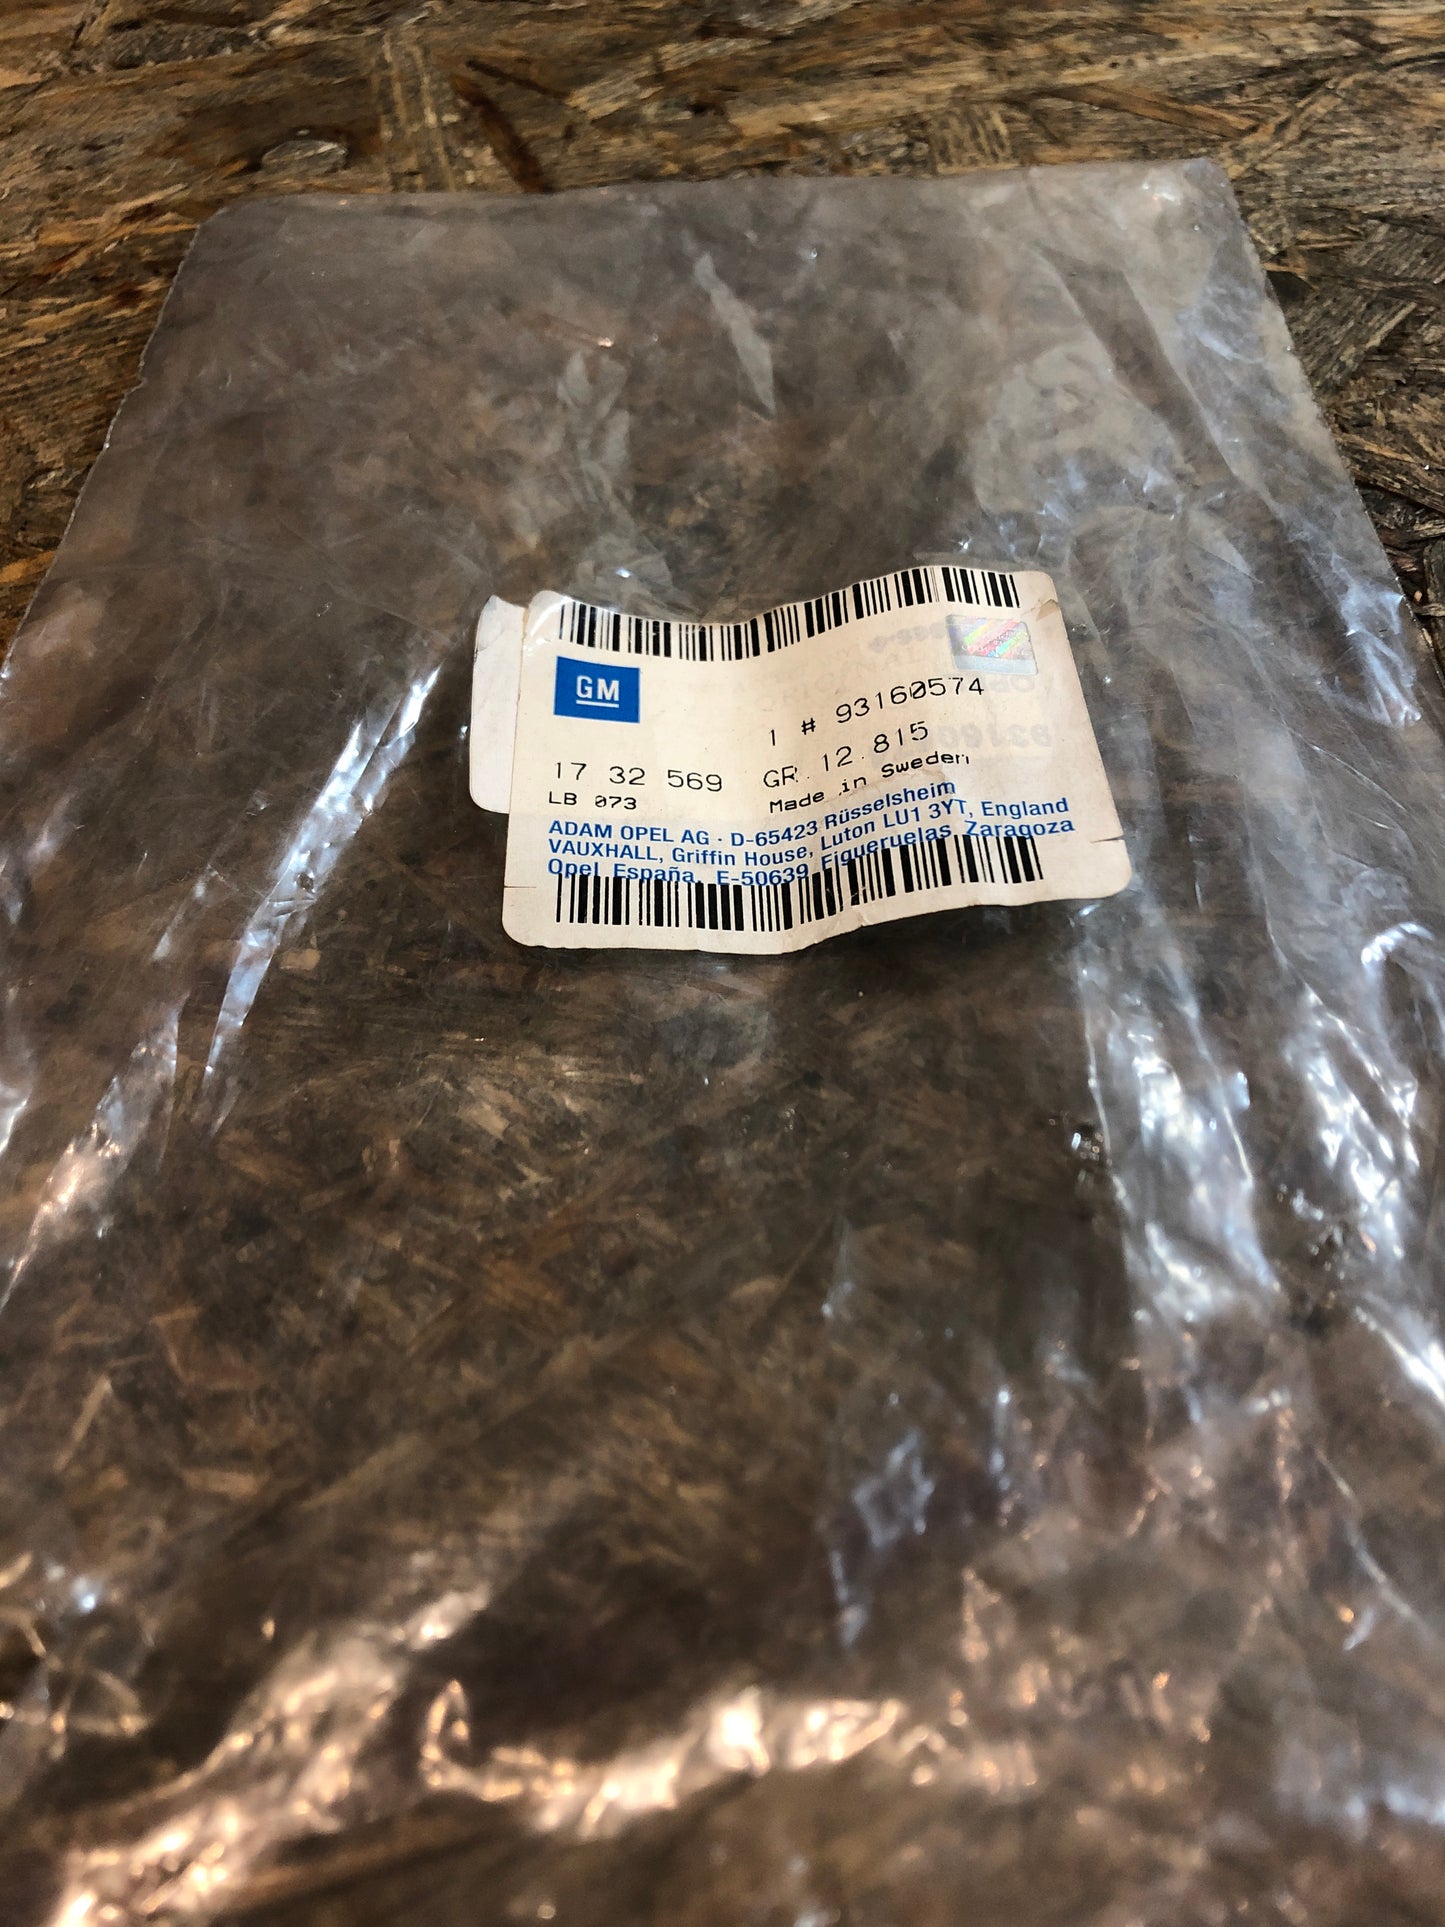 GM
1 # 93160574
17 32 569 GR. 12 815
LB 073 Made in Sweden
ADAM OPEL AG · D-65423 Rüsselsheim
VAUXHALL, Griffin House, Luton LU1 3YT, England
Opel España, E-50639 Figueruelas Zaragoza